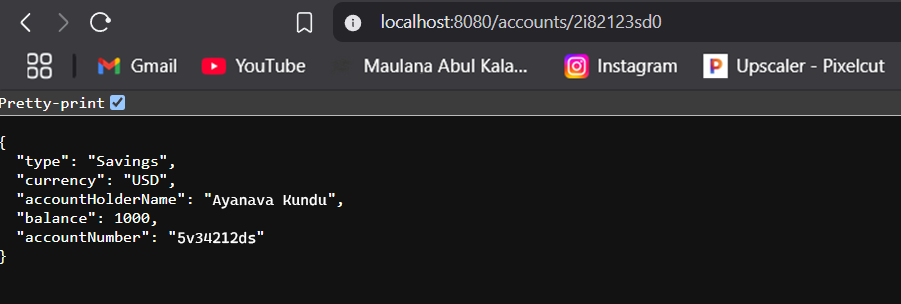 localhost:8080/accounts/2i82123sd0
Gmail YouTube Maulana Abul Kala... Instagram Upscaler - Pixelcut
Pretty-print
{
"type": "Savings",
"currency": "USD",
"accountHolderName": "Ayanava Kundu",
"balance": 1000,
"accountNumber": "5v34212ds"
}